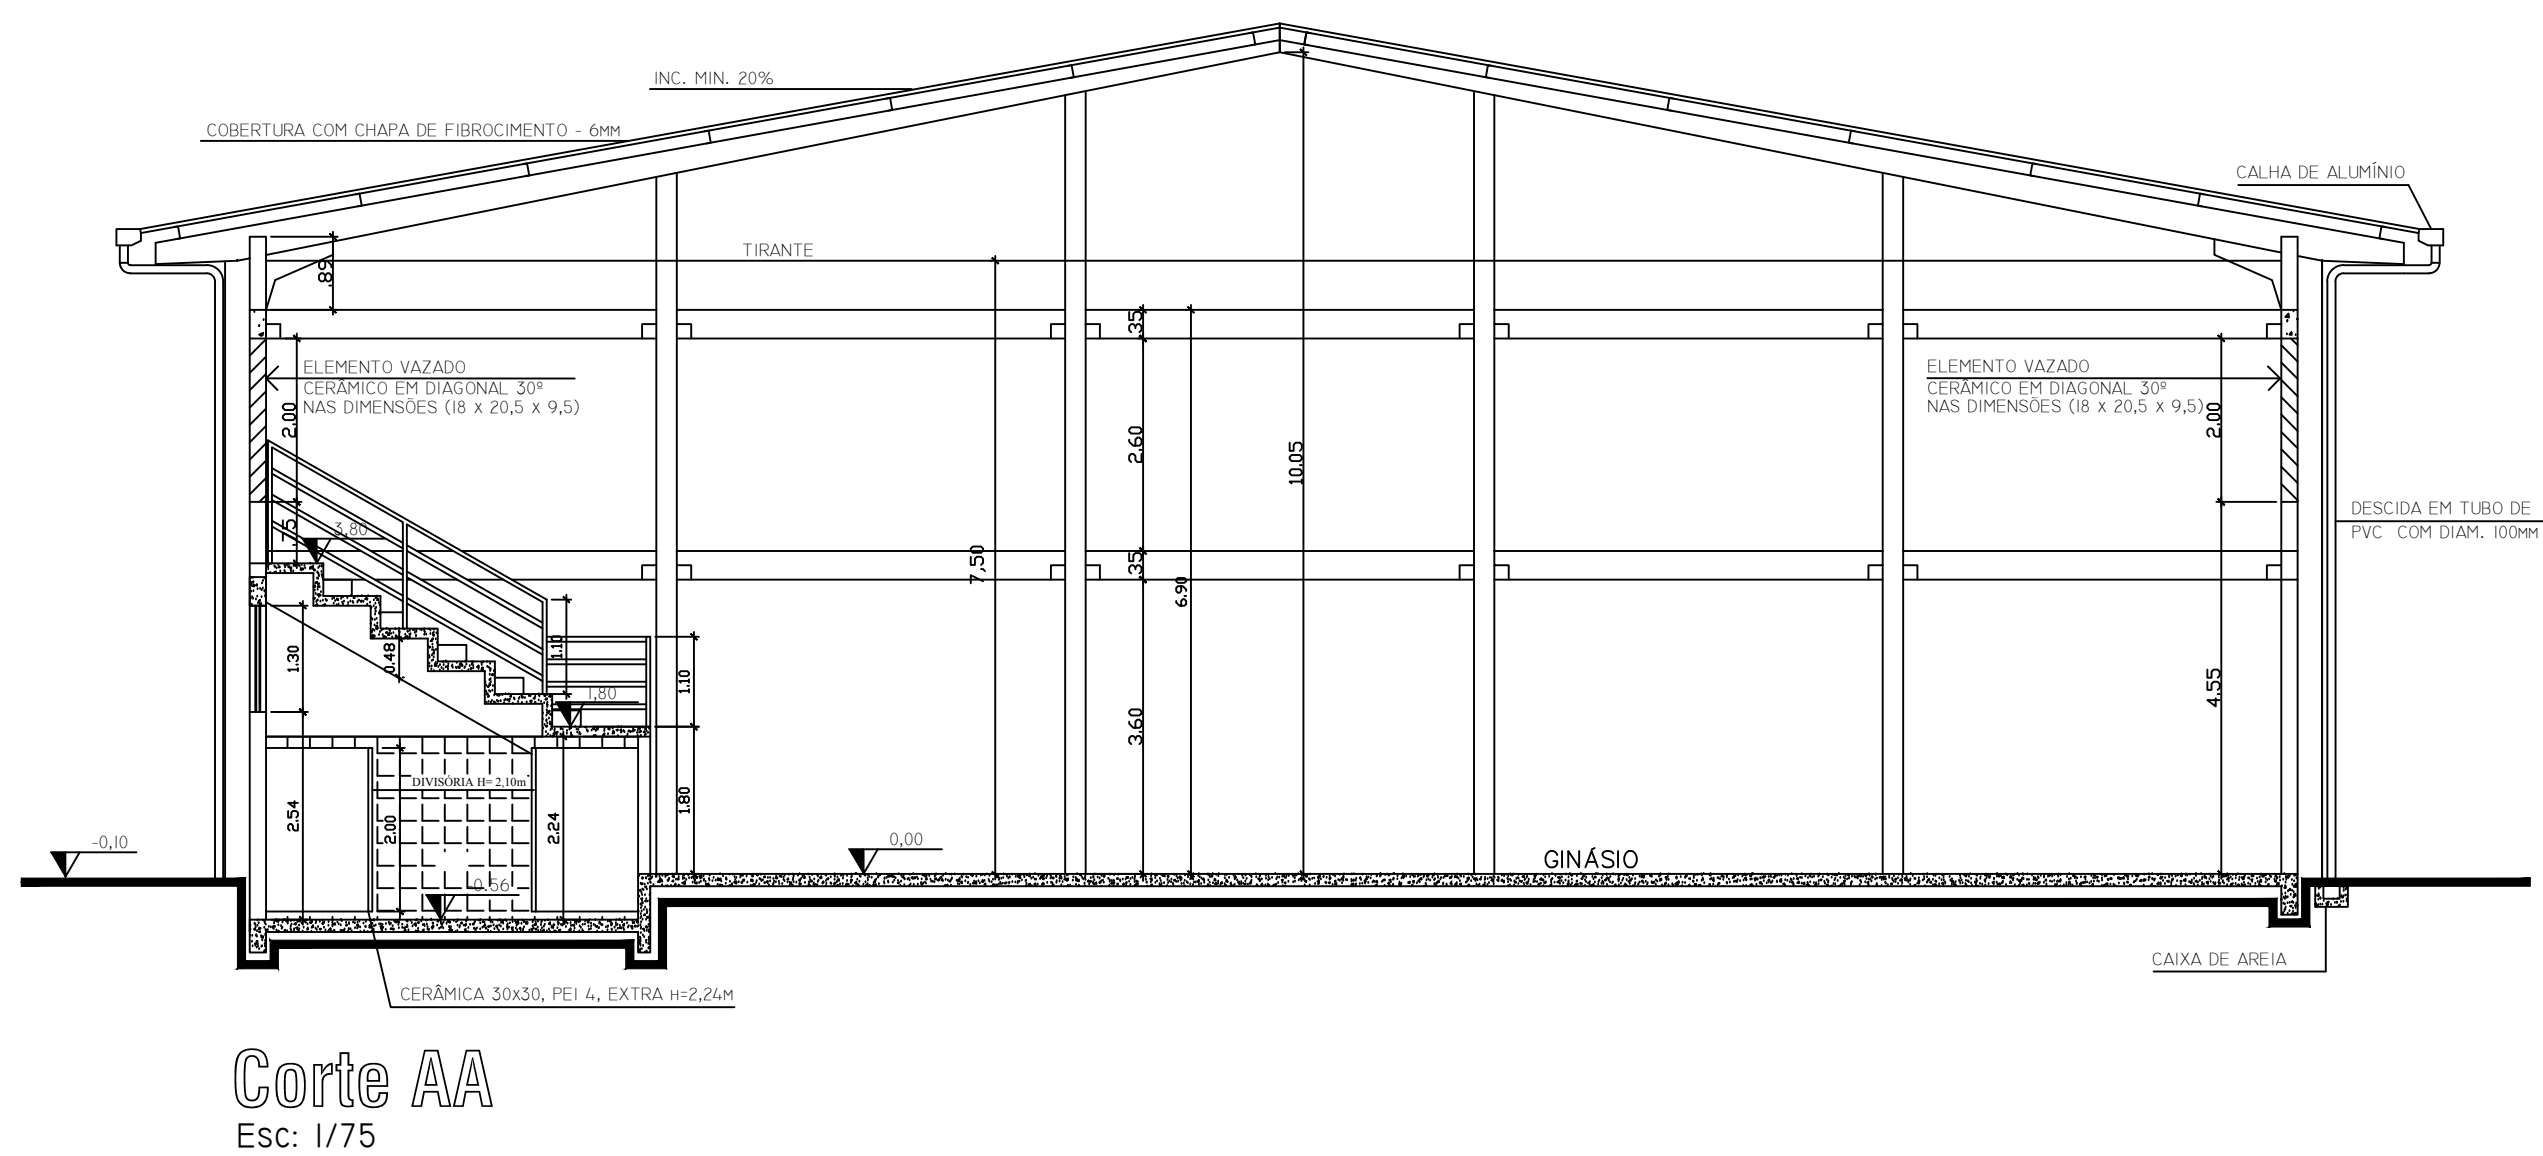 INC. MIN. 20%
COBERTURA COM CHAPA DE FIBROCIMENTO - 6MM
CALHA DE ALUMÍNIO
TIRANTE
,89
,35
ELEMENTO VAZADO
CERÂMICO EM DIAGONAL 30º
NAS DIMENSÕES (18 X 20,5 X 9,5)
ELEMENTO VAZADO
CERÂMICO EM DIAGONAL 30º
NAS DIMENSÕES (18 X 20,5 X 9,5)
2,00
2,60
10.05
2,00
DESCIDA EM TUBO DE
PVC COM DIAM. 100MM
,75
3,80
7,50
,35
6.90
1.30
0.48
1.10
1.10
1,80
3,60
4.55
DIVISÓRIA H= 2,10m
2.54
2.00
2.24
1.80
-0,10
0,00
GINÁSIO
-0.56
CAIXA DE AREIA
CERÂMICA 30X30, PEI 4, EXTRA H=2,24M
Corte AA
Esc: 1/75